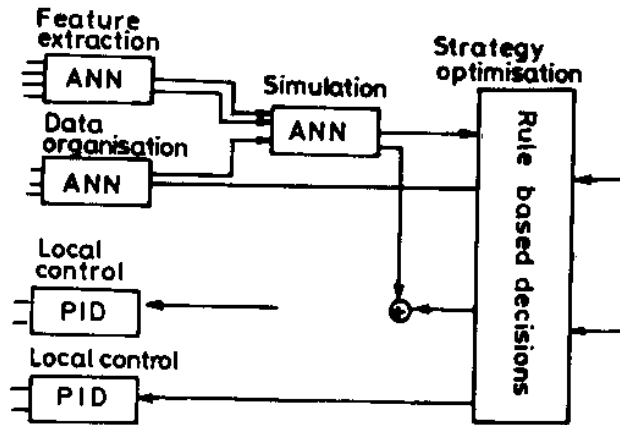 Feature
extraction
ANN
Simulation
ANN
Strategy
optimisation
Rule based decisions
Data
organisation
ANN
Local
control
PID
+
Local control
PID